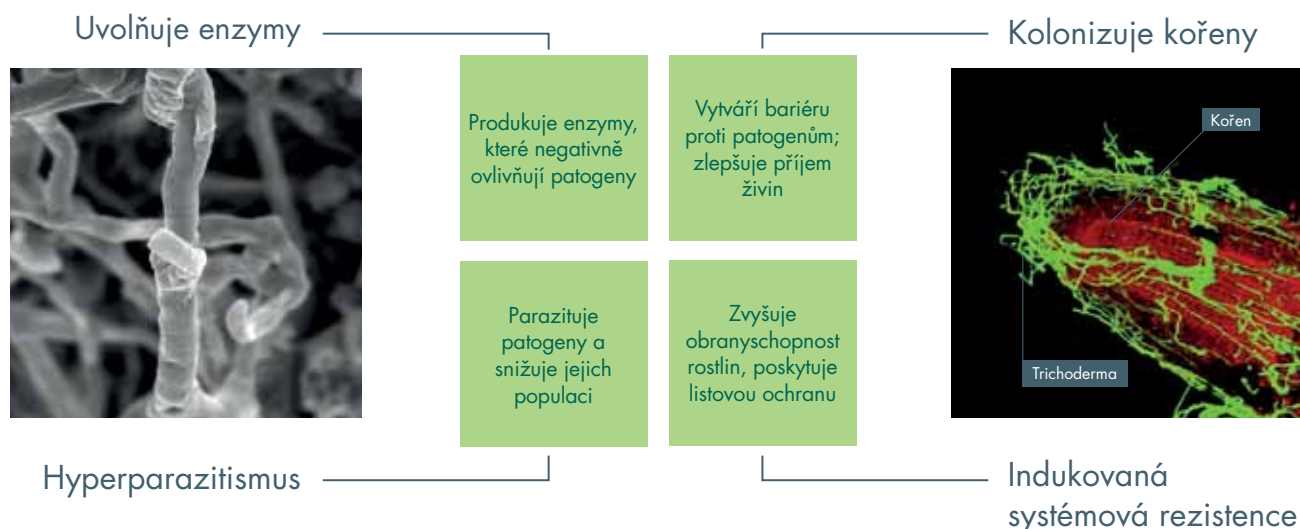 Uvolňuje enzymy
Kolonizuje kořeny
Produkuje enzymy,
které negativně
ovlivňují patogeny
Vytváří bariéru
proti patogenům;
zlepšuje příjem
živin
Kořen
Parazituje
patogeny a
snižuje jejich
populaci
Zvyšuje
obranyschopnost
rostlin, poskytuje
listovou ochranu
Trichoderma
Hyperparazitismus
Indukovaná
systémová rezistence